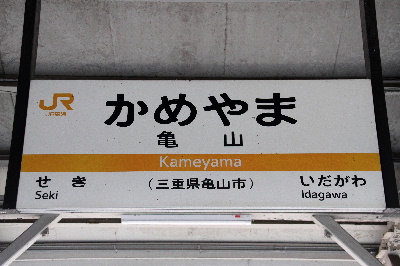 JR
かめやま
亀山
Kameyama
せき
Seki
(三重県亀山市)
いだがわ
Idagawa